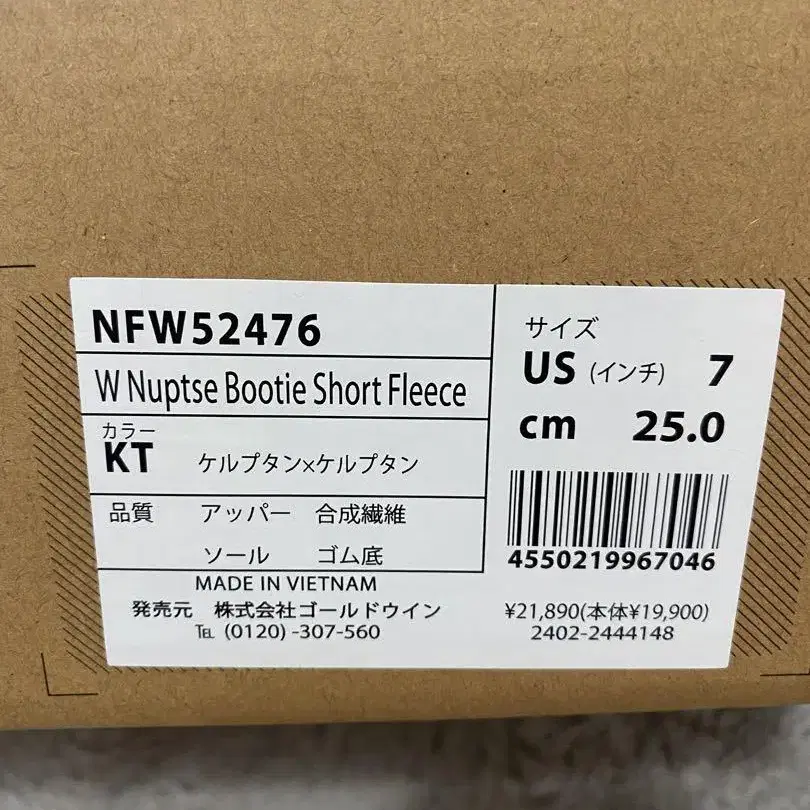 NFW52476
W Nuptse Bootie Short Fleece
カラー
KT ケルプタン×ケルプタン
品質 アッパー 合成繊維
ソール ゴム底
MADE IN VIETNAM
発売元 株式会社ゴールドウイン
℡ (0120) -307-560
サイズ
US (インチ) 7
cm 25.0
4550219967046
¥21,890(本体¥19,900)
2402-2444148